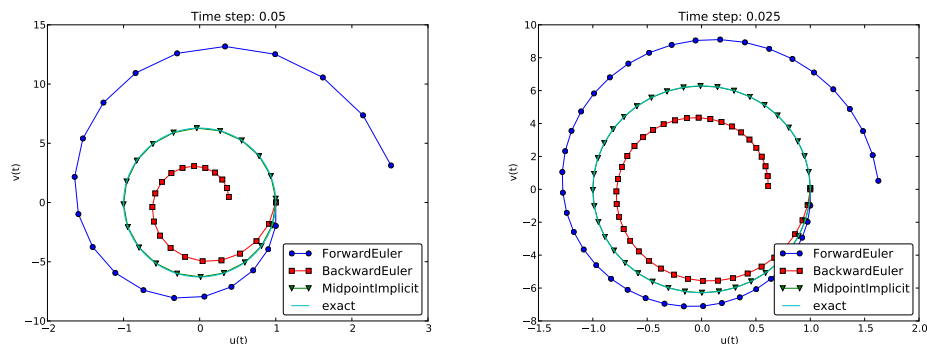 Time step: 0.05
v(t)
15
10
5
0
−5
−10
−2
−1
0
1
2
3
u(t)
ForwardEuler
BackwardEuler
MidpointImplicit
exact
Time step: 0.025
v(t)
10
8
6
4
2
0
−2
−4
−6
−8
−1.5
−1.0
−0.5
0.0
0.5
1.0
1.5
2.0
u(t)
ForwardEuler
BackwardEuler
MidpointImplicit
exact